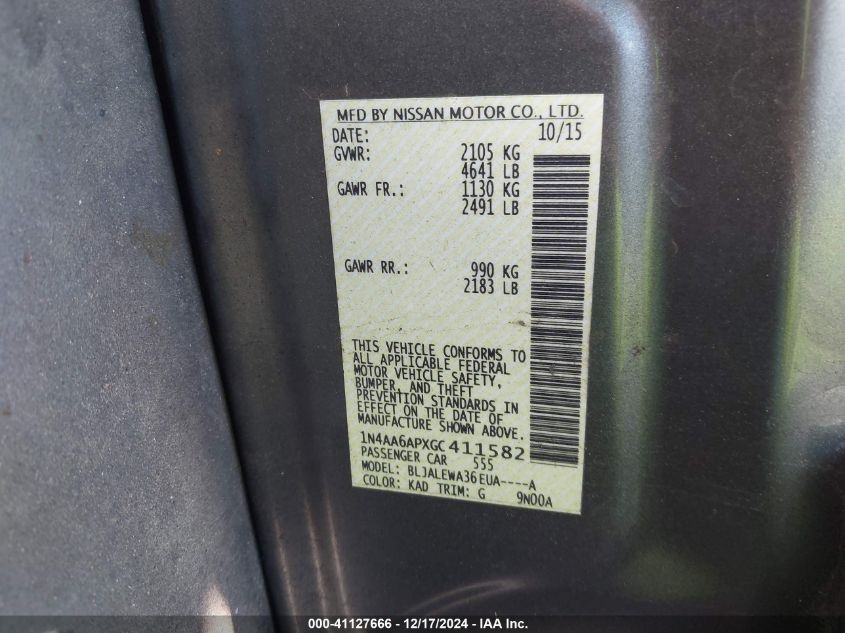 MFD BY NISSAN MOTOR CO., LTD.
DATE: 10/15
GVWR: 2105 KG
4641 LB
GAWR FR.: 1130 KG
2491 LB
GAWR RR.: 990 KG
2183 LB
THIS VEHICLE CONFORMS TO
ALL APPLICABLE FEDERAL
MOTOR VEHICLE SAFETY,
BUMPER, AND THEFT
PREVENTION STANDARDS IN
EFFECT ON THE DATE OF
MANUFACTURE SHOWN ABOVE.
1N4AA6APXGC411582
PASSENGER CAR 555
MODEL: BLJALEWA36EUA----A
COLOR: KAD TRIM: G 9N00A
000-41127666 - 12/17/2024 - IAA Inc.